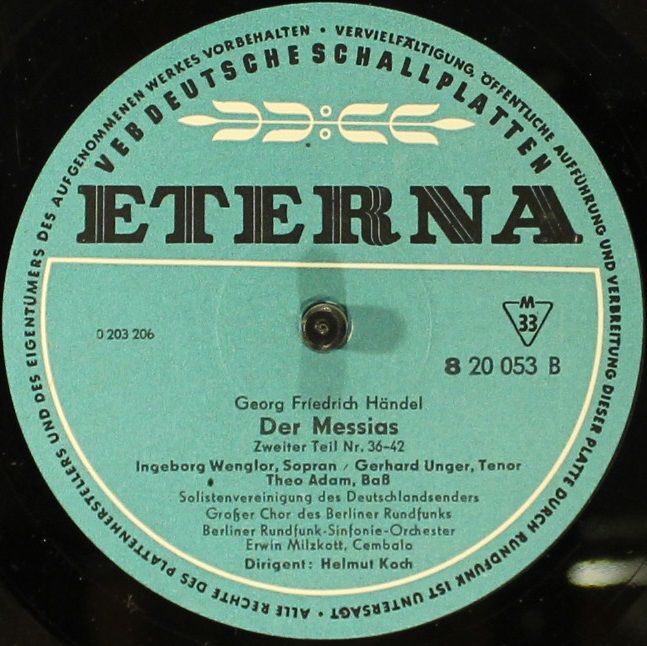 ALLE RECHTE DES PLATTENHERSTELLERS UND DES EIGENTÜMERS DES AUFGENOMMENEN WERKES VORBEHALTEN · VERVIELFÄLTIGUNG, ÖFFENTLICHE AUFFÜHRUNG UND VERBREITUNG DIESER PLATTE DURCH RUNDFUNK IST UNTERSAGT ·
VEB DEUTSCHE SCHALLPLATTEN
ETERNA
M
33
0 203 206
8 20 053 B
Georg Friedrich Händel
Der Messias
Zweiter Teil Nr. 36-42
Ingeborg Wenglor, Sopran / Gerhard Unger, Tenor
Theo Adam, Baß
Solistenvereinigung des Deutschlandsenders
Großer Chor des Berliner Rundfunks
Berliner Rundfunk-Sinfonie-Orchester
Erwin Milzkott, Cembalo
Dirigent: Helmut Koch